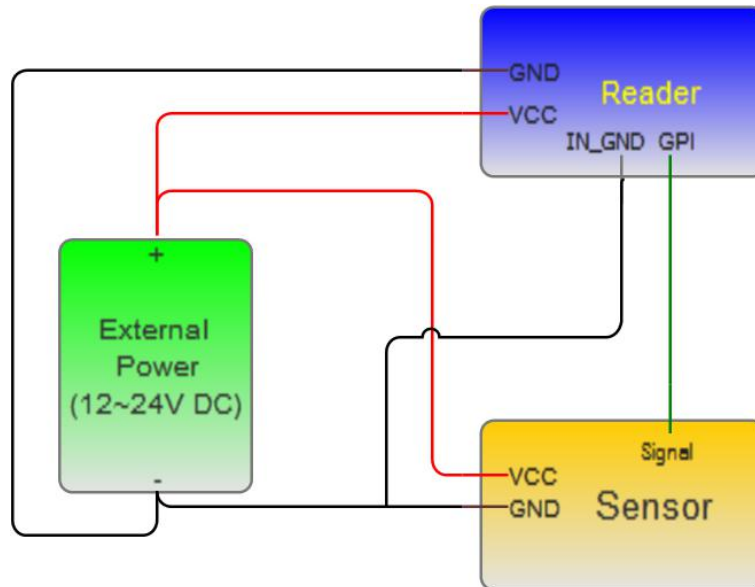 GND
Reader
VCC
IN_GND GPI
+
External
Power
(12~24V DC)
-
Signal
VCC
GND
Sensor